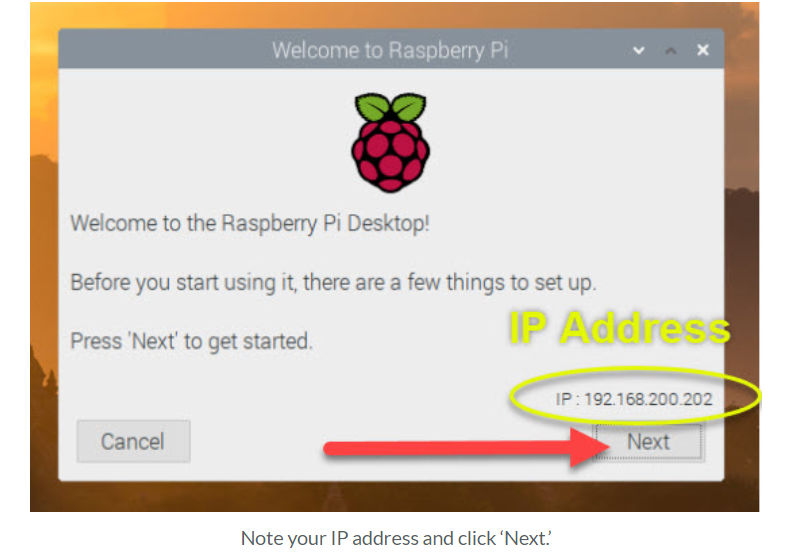 Welcome to Raspberry Pi
Welcome to the Raspberry Pi Desktop!
Before you start using it, there are a few things to set up.
Press 'Next' to get started.
IP Address
IP : 192.168.200.202
Cancel
Next
Note your IP address and click ‘Next.’